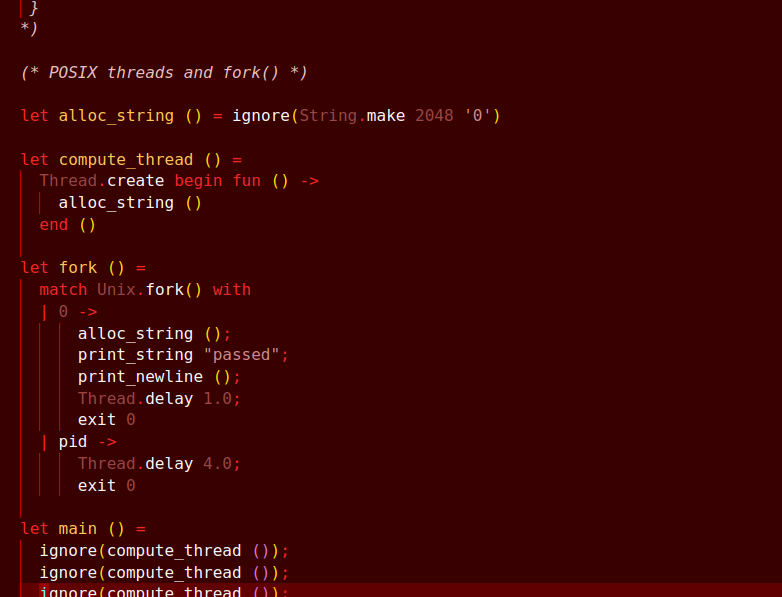 }
*)
(* POSIX threads and fork() *)
let alloc_string () = ignore(String.make 2048 '0')
let compute_thread () =
Thread.create begin fun () ->
alloc_string ()
end ()
let fork () =
match Unix.fork() with
| 0 ->
alloc_string ();
print_string "passed";
print_newline ();
Thread.delay 1.0;
exit 0
| pid ->
Thread.delay 4.0;
exit 0
let main () =
ignore(compute_thread ());
ignore(compute_thread ());
ignore(compute_thread ());